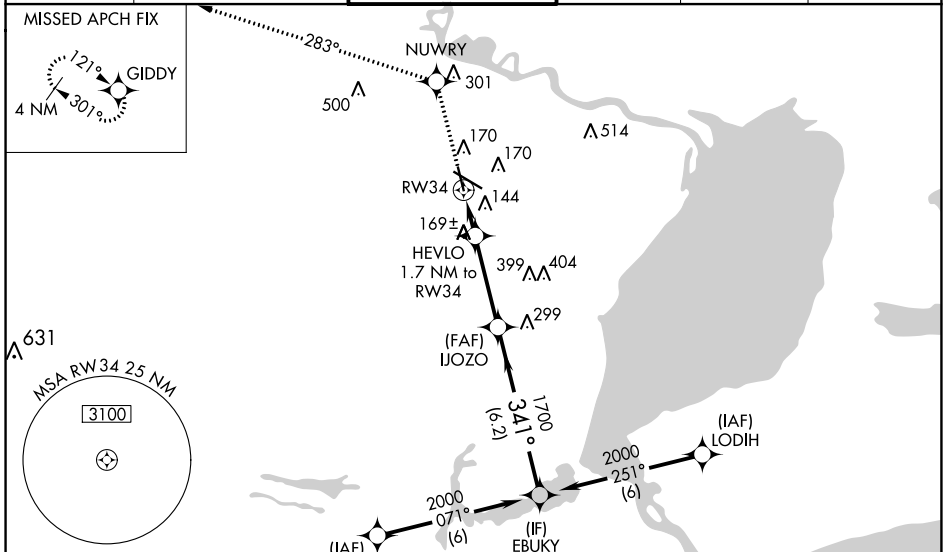 MISSED APCH FIX
121°
GIDDY
4 NM
301°
283°
NUWRY
301
500
514
170
170
RW34
144
169±
HEVLO
1.7 NM to
RW34
399
404
299
(FAF)
IJOZO
631
MSA RW34 25 NM
3100
1700
341°
(6.2)
(IAF)
LODIH
2000
251°
(6)
2000
071°
(6)
(IF)
EBUKY
(IAF)